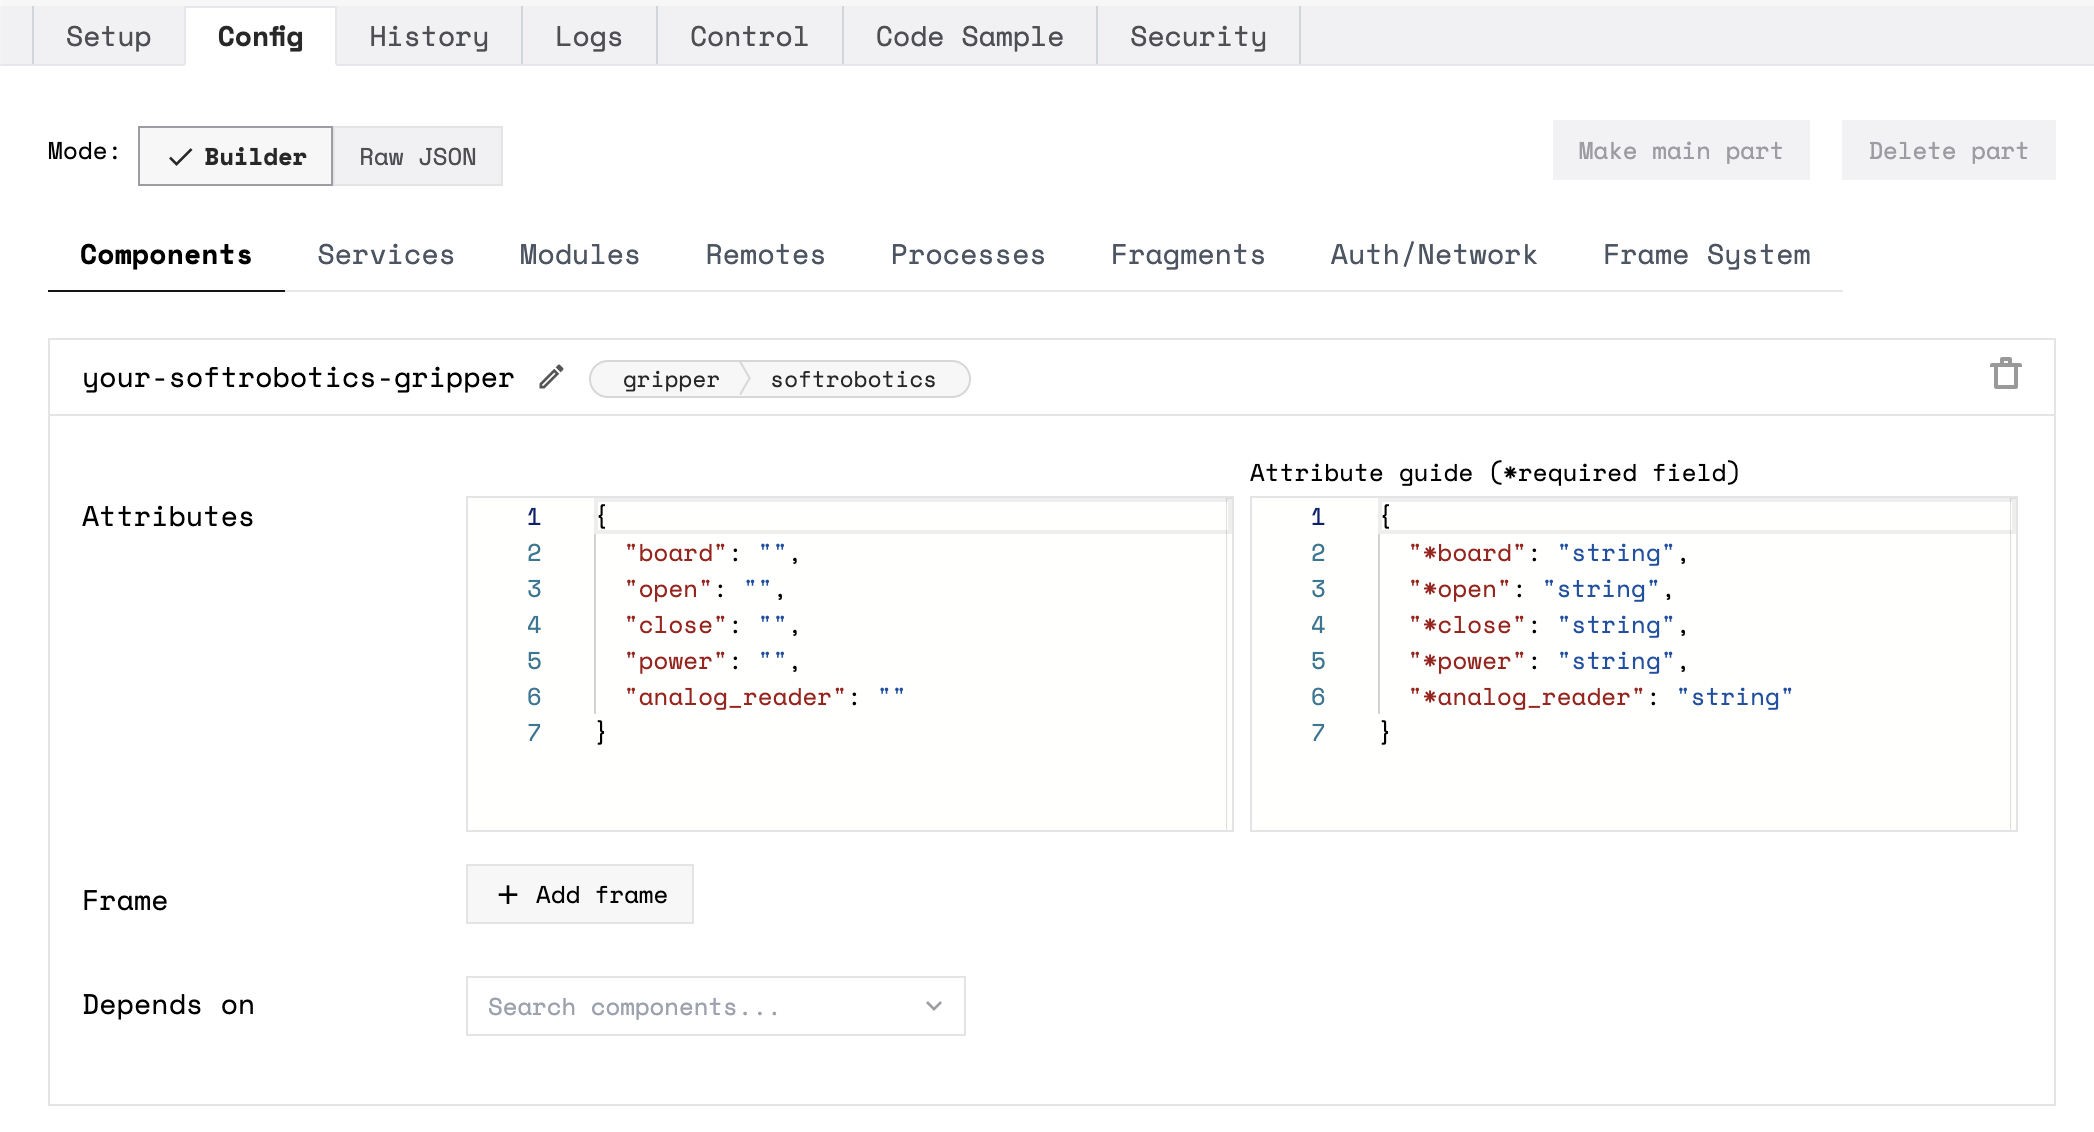 Setup Config History Logs Control Code Sample Security
Mode: Builder Raw JSON Make main part Delete part
Components Services Modules Remotes Processes Fragments Auth/Network Frame System
your-softrobotics-gripper gripper softrobotics
Attribute guide (*required field)
Attributes
1 {
2 "board": "",
3 "open": "",
4 "close": "",
5 "power": "",
6 "analog_reader": ""
7 }
1 {
2 "*board": "string",
3 "*open": "string",
4 "*close": "string",
5 "*power": "string",
6 "*analog_reader": "string"
7 }
Frame + Add frame
Depends on Search components...